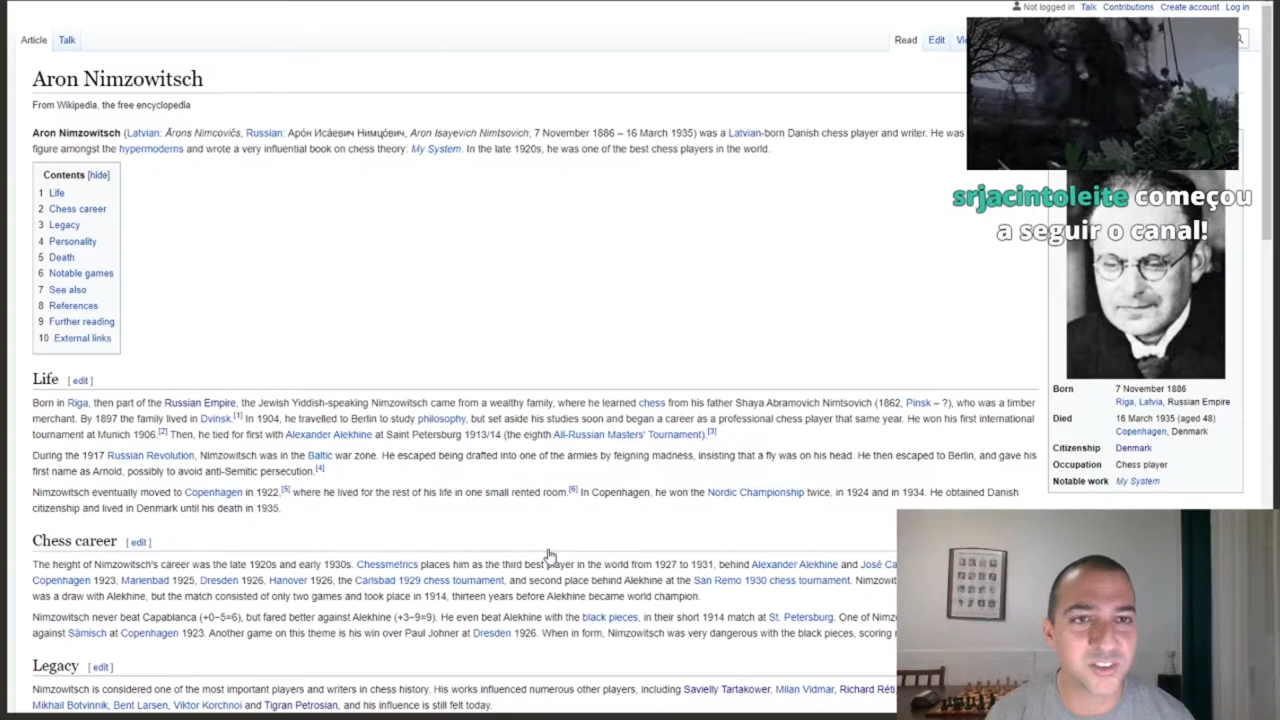 Not logged in Talk Contributions Create account Log in
Article Talk
Read Edit
Aron Nimzowitsch
From Wikipedia, the free encyclopedia
Aron Nimzowitsch (Latvian: Ārons Nimcovičs, Russian: Аро́н Иса́евич Нимцо́вич, Aron Isayevich Nimtsovich, 7 November 1886 – 16 March 1935) was a Latvian-born Danish chess player and writer. He was
figure amongst the hypermoderns and wrote a very influential book on chess theory: My System. In the late 1920s, he was one of the best chess players in the world.
Contents [hide]
1 Life
2 Chess career
3 Legacy
4 Personality
5 Death
6 Notable games
7 See also
8 References
9 Further reading
10 External links
srjacintoleite começou
a seguir o canal!
Life [ edit ]
Born in Riga, then part of the Russian Empire, the Jewish Yiddish-speaking Nimzowitsch came from a wealthy family, where he learned chess from his father Shaya Abramovich Nimtsovich (1862, Pinsk – ?), who was a timber
merchant. By 1897 the family lived in Dvinsk.[1] In 1904, he travelled to Berlin to study philosophy, but set aside his studies soon and began a career as a professional chess player that same year. He won his first international
tournament at Munich 1906.[2] Then, he tied for first with Alexander Alekhine at Saint Petersburg 1913/14 (the eighth All-Russian Masters' Tournament).[3]
During the 1917 Russian Revolution, Nimzowitsch was in the Baltic war zone. He escaped being drafted into one of the armies by feigning madness, insisting that a fly was on his head. He then escaped to Berlin, and gave his
first name as Arnold, possibly to avoid anti-Semitic persecution.[4]
Nimzowitsch eventually moved to Copenhagen in 1922,[5] where he lived for the rest of his life in one small rented room.[6] In Copenhagen, he won the Nordic Championship twice, in 1924 and in 1934. He obtained Danish
citizenship and lived in Denmark until his death in 1935.
Born 7 November 1886
Riga, Latvia, Russian Empire
Died 16 March 1935 (aged 48)
Copenhagen, Denmark
Citizenship Denmark
Occupation Chess player
Notable work My System
Chess career [ edit ]
The height of Nimzowitsch's career was the late 1920s and early 1930s. Chessmetrics places him as the third best player in the world from 1927 to 1931, behind Alexander Alekhine and José Ca
Copenhagen 1923, Marienbad 1925, Dresden 1926, Hanover 1926, the Carlsbad 1929 chess tournament, and second place behind Alekhine at the San Remo 1930 chess tournament. Nimzowit
was a draw with Alekhine, but the match consisted of only two games and took place in 1914, thirteen years before Alekhine became world champion.
Nimzowitsch never beat Capablanca (+0−5=6), but fared better against Alekhine (+3−9=9). He even beat Alekhine with the black pieces, in their short 1914 match at St. Petersburg. One of Nimz
against Sämisch at Copenhagen 1923. Another game on this theme is his win over Paul Johner at Dresden 1926. When in form, Nimzowitsch was very dangerous with the black pieces, scoring
Legacy [ edit ]
Nimzowitsch is considered one of the most important players and writers in chess history. His works influenced numerous other players, including Savielly Tartakower, Milan Vidmar, Richard Réti,
Mikhail Botvinnik, Bent Larsen, Viktor Korchnoi and Tigran Petrosian, and his influence is still felt today.